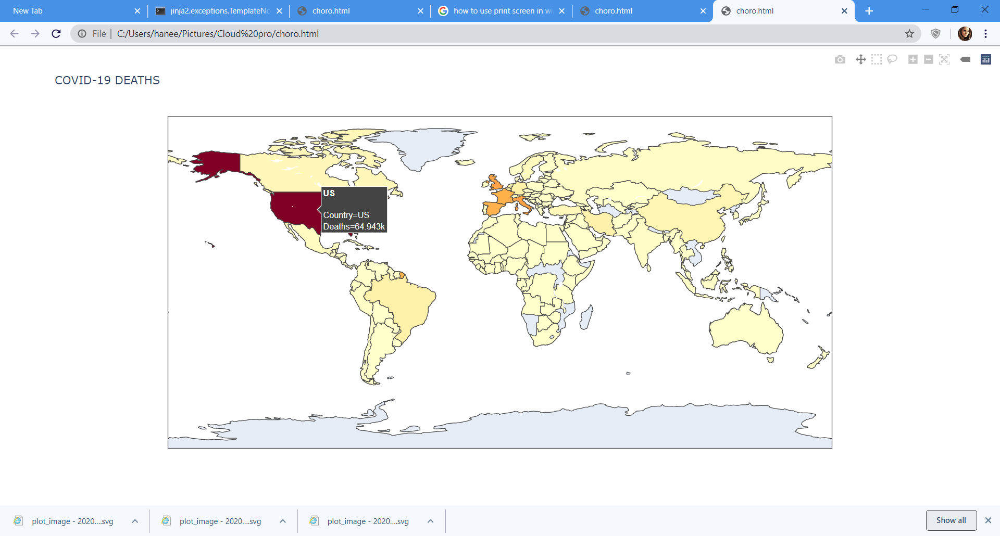 New Tab
jinja2.exceptions.TemplateNo
choro.html
how to use print screen in wi
choro.html
choro.html
File
C:/Users/hanee/Pictures/Cloud%20pro/choro.html
COVID-19 DEATHS
US
Country=US
Deaths=64.943k
plot_image - 2020....svg
plot_image - 2020....svg
plot_image - 2020....svg
Show all